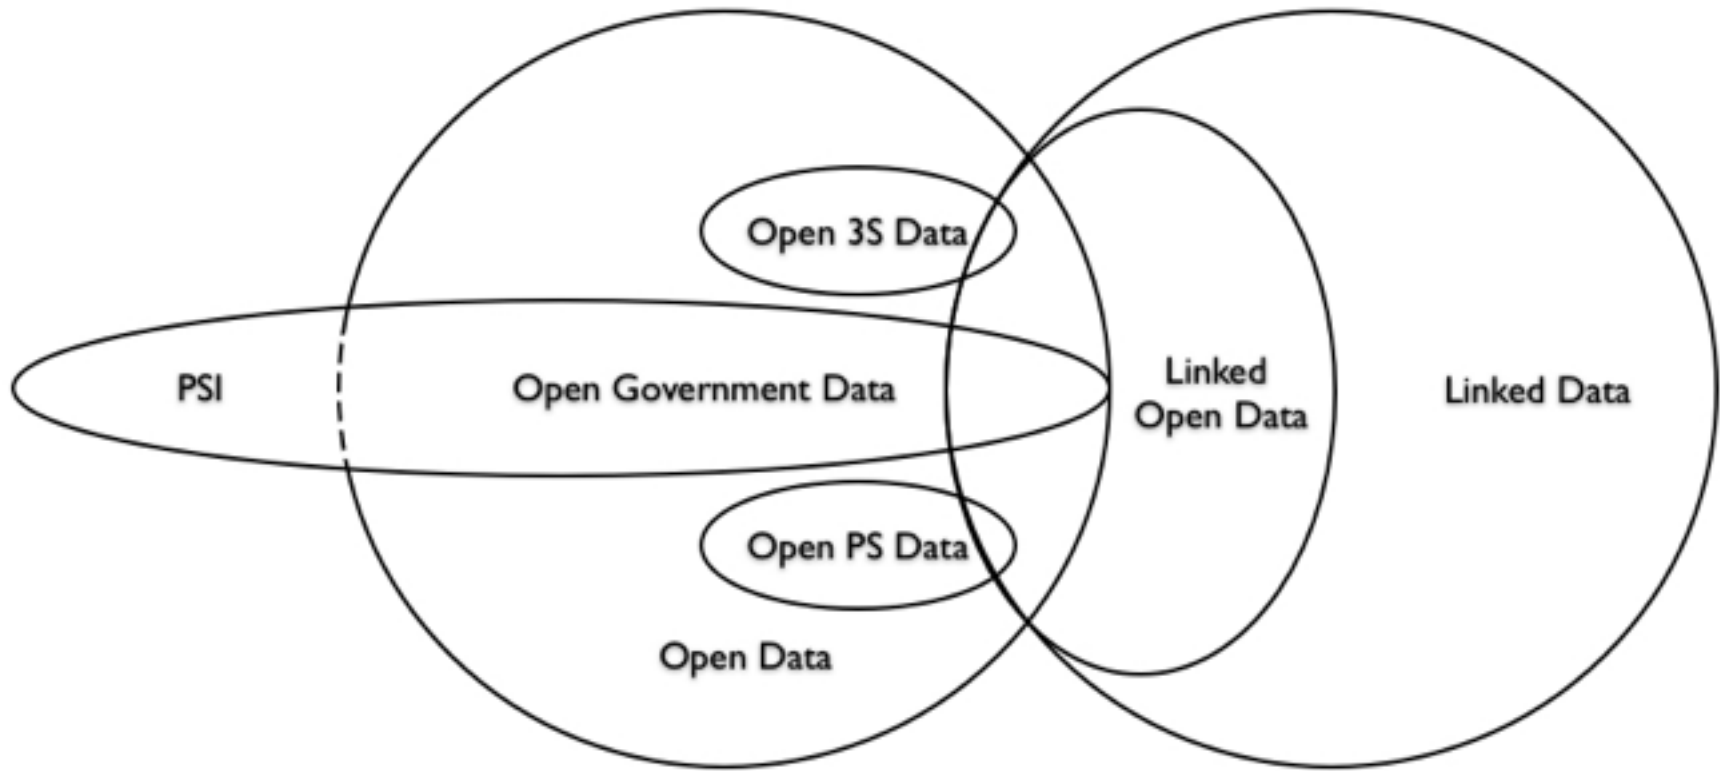 Open 3S Data
PSI
Open Government Data
Linked
Open Data
Linked Data
Open PS Data
Open Data